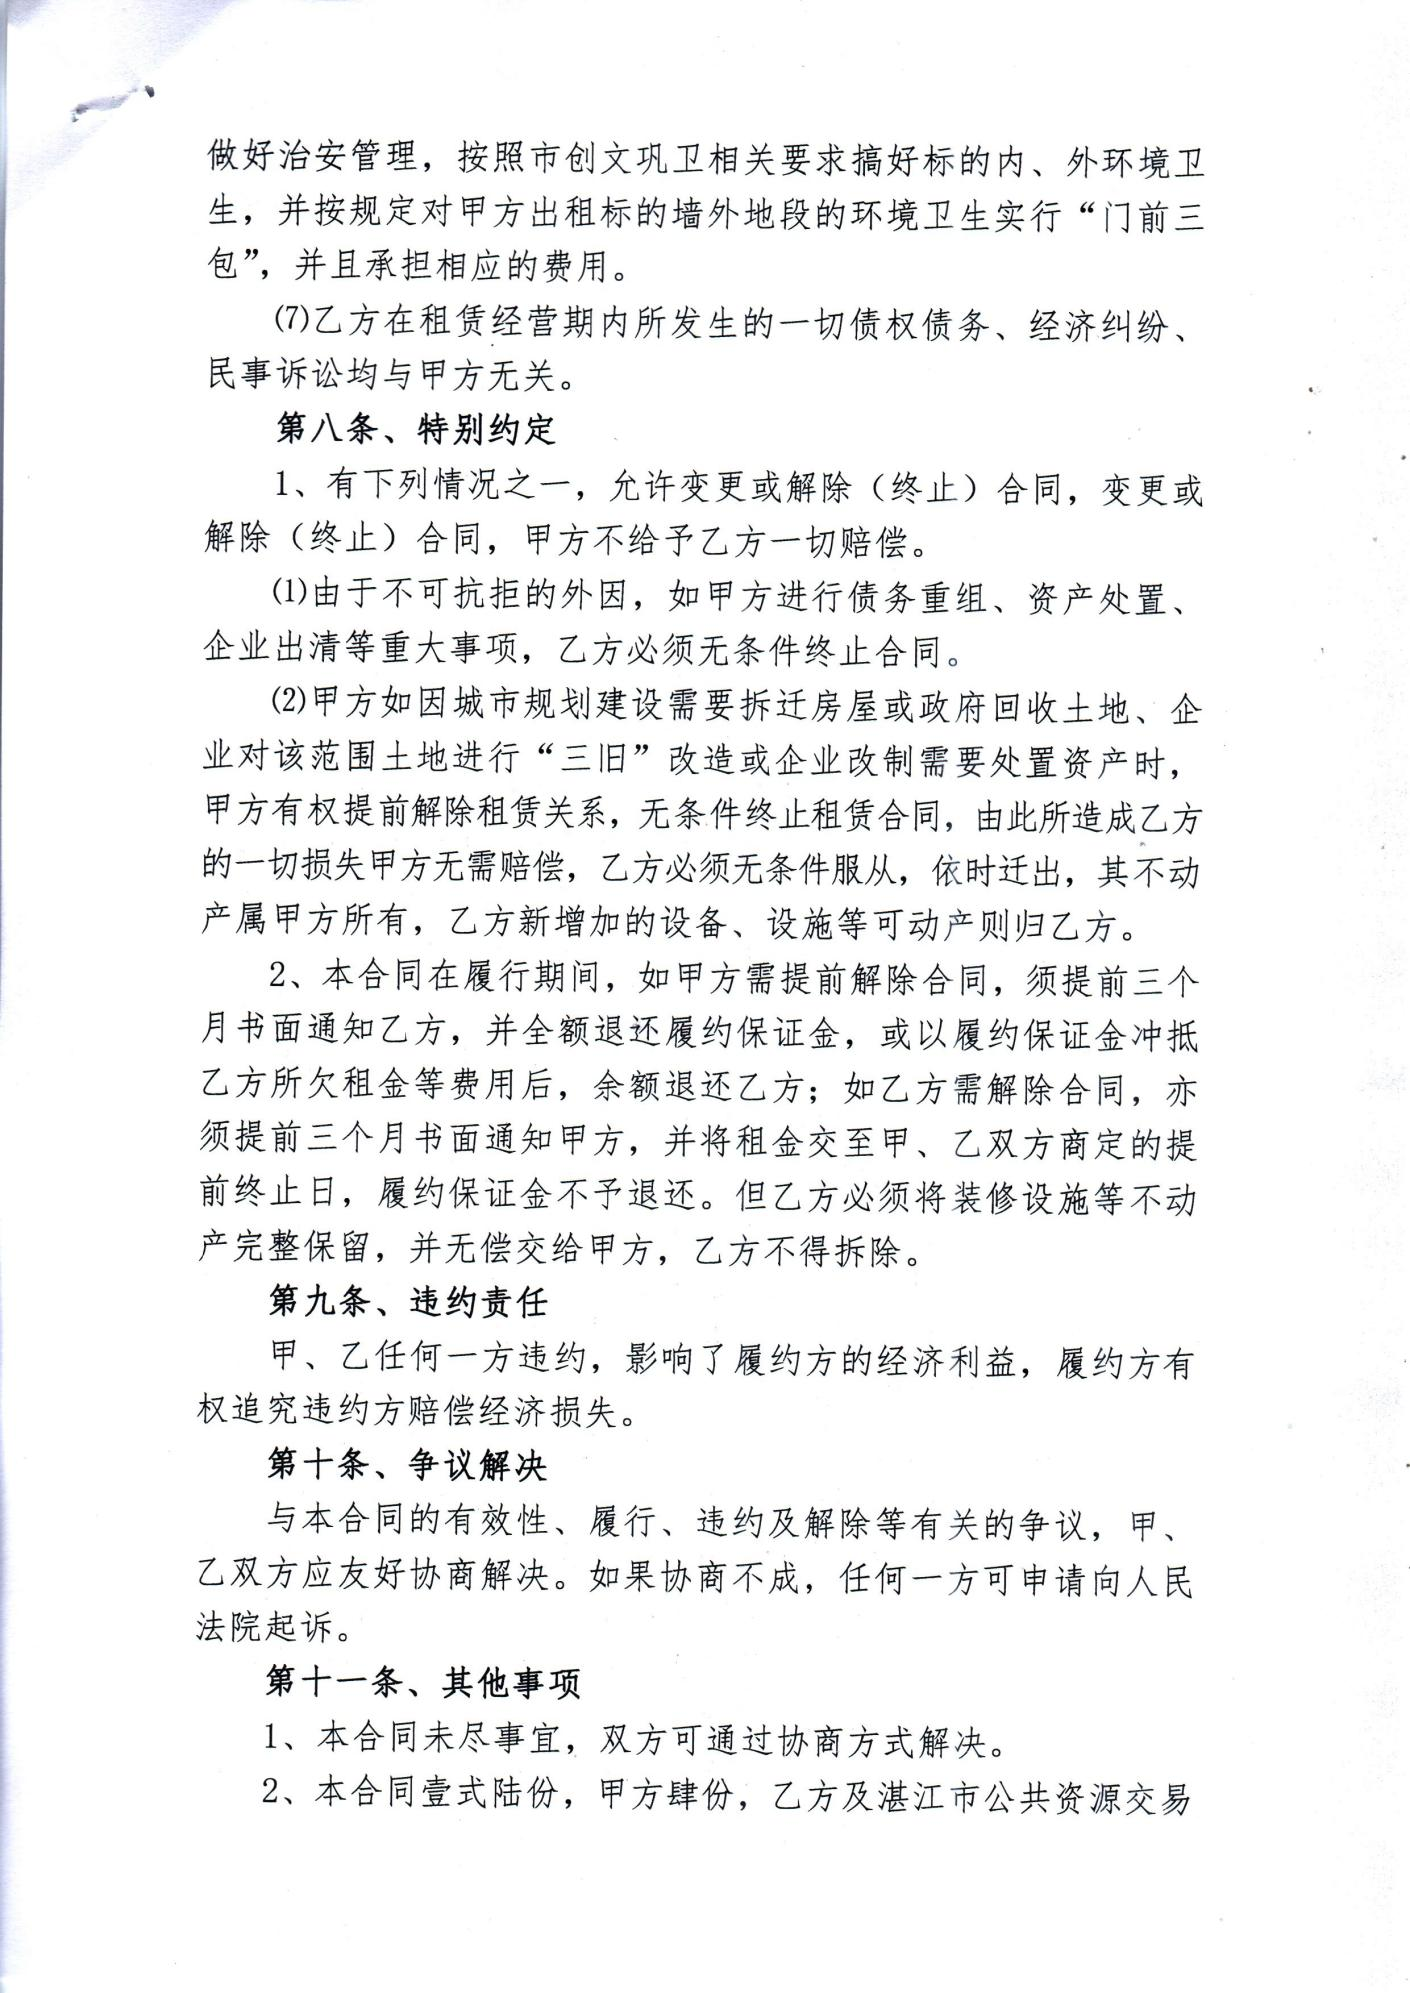 做好治安管理，按照市创文巩卫相关要求搞好标的内、外环境卫
生，并按规定对甲方出租标的墙外地段的环境卫生实行“门前三
包”，并且承担相应的费用。
⑺乙方在租赁经营期内所发生的一切债权债务、经济纠纷、
民事诉讼均与甲方无关。
第八条、特别约定
1、有下列情况之一，允许变更或解除（终止）合同，变更或
解除（终止）合同，甲方不给予乙方一切赔偿。
⑴由于不可抗拒的外因，如甲方进行债务重组、资产处置、
企业出清等重大事项，乙方必须无条件终止合同。
⑵甲方如因城市规划建设需要拆迁房屋或政府回收土地、企
业对该范围土地进行“三旧”改造或企业改制需要处置资产时，
甲方有权提前解除租赁关系，无条件终止租赁合同，由此所造成乙方
的一切损失甲方无需赔偿，乙方必须无条件服从，依时迁出，其不动
产属甲方所有，乙方新增加的设备、设施等可动产则归乙方。
2、本合同在履行期间，如甲方需提前解除合同，须提前三个
月书面通知乙方，并全额退还履约保证金，或以履约保证金冲抵
乙方所欠租金等费用后，余额退还乙方；如乙方需解除合同，亦
须提前三个月书面通知甲方，并将租金交至甲、乙双方商定的提
前终止日，履约保证金不予退还。但乙方必须将装修设施等不动
产完整保留，并无偿交给甲方，乙方不得拆除。
第九条、违约责任
甲、乙任何一方违约，影响了履约方的经济利益，履约方有
权追究违约方赔偿经济损失。
第十条、争议解决
与本合同的有效性、履行、违约及解除等有关的争议，甲、
乙双方应友好协商解决。如果协商不成，任何一方可申请向人民
法院起诉。
第十一条、其他事项
1、本合同未尽事宜，双方可通过协商方式解决。
2、本合同壹式陆份，甲方肆份，乙方及湛江市公共资源交易